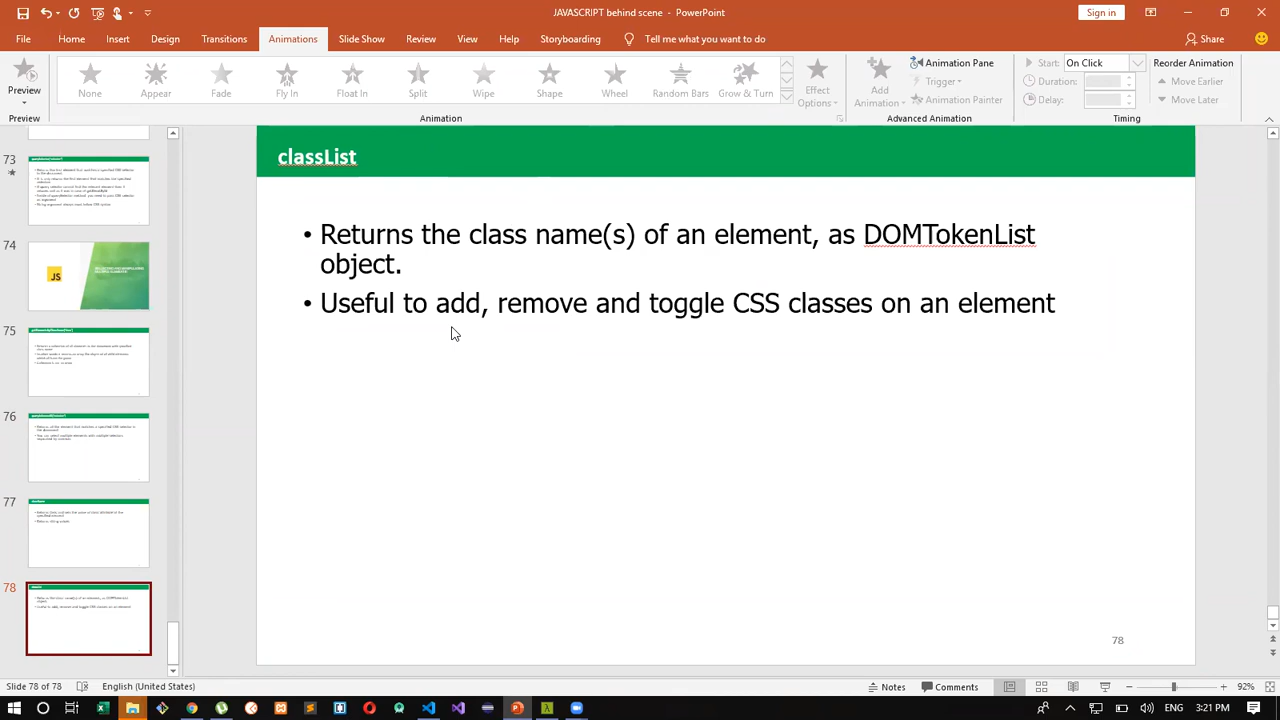 JAVASCRIPT behind scene - PowerPoint
Sign in
File Home Insert Design Transitions Animations Slide Show Review View Help Storyboarding Tell me what you want to do
Share
Preview
None Appear Fade Fly In Float In Split Wipe Shape Wheel Random Bars Grow & Turn
Effect Options
Add Animation
Animation Pane
Trigger
Animation Painter
Start: On Click
Duration:
Delay:
Reorder Animation
Move Earlier
Move Later
Preview Animation Advanced Animation Timing
73
74
JS
75
76
77
78
classList
• Returns the class name(s) of an element, as DOMTokenList
object.
• Useful to add, remove and toggle CSS classes on an element
78
Slide 78 of 78 English (United States) Notes Comments 92%
3:21 PM